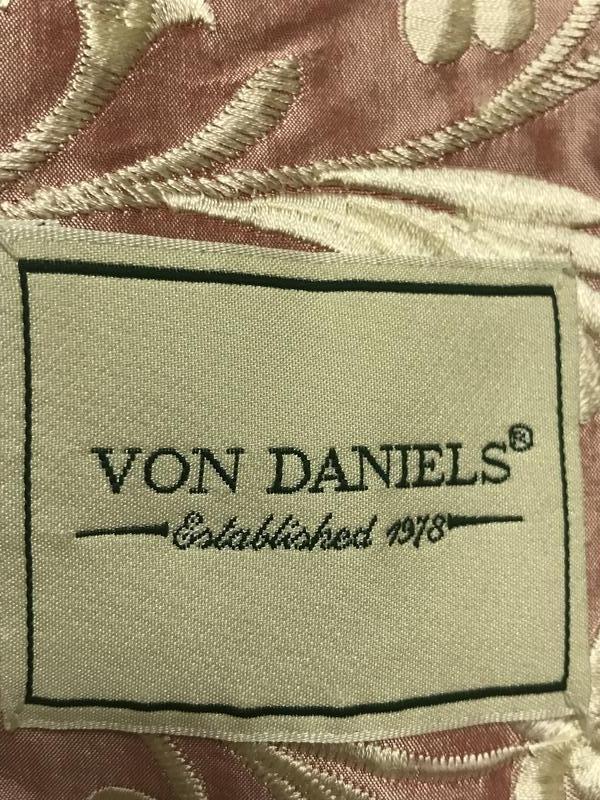 VON DANIELS®
Established 1978